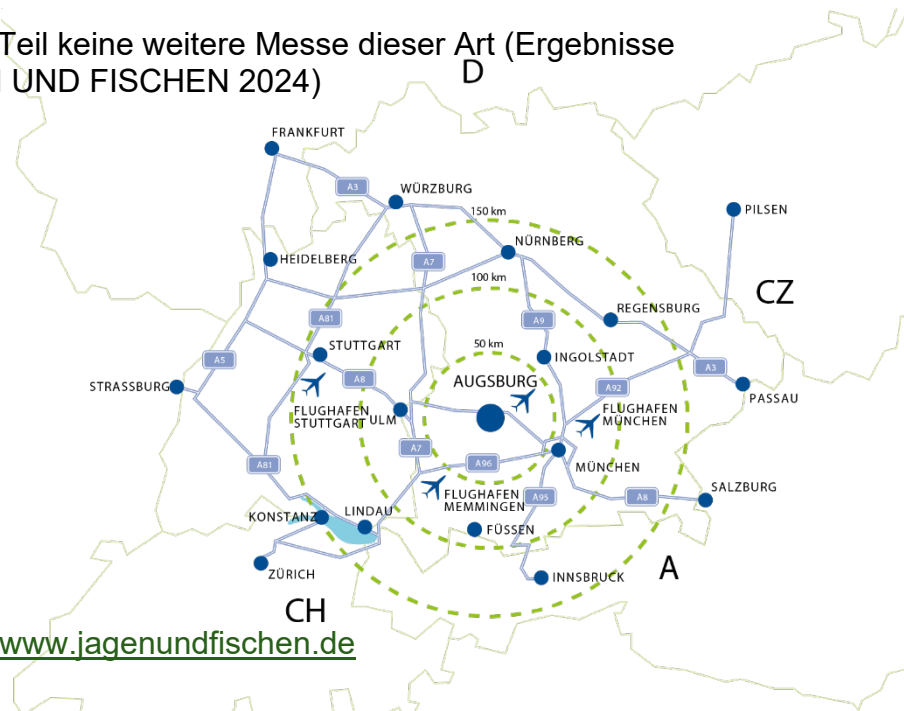 Teil keine weitere Messe dieser Art (Ergebnisse
UND FISCHEN 2024)
D
FRANKFURT
A3
WÜRZBURG
150 km
PILSEN
NÜRNBERG
HEIDELBERG
A7
100 km
CZ
REGENSBURG
A81
A9
STUTTGART
50 km
INGOLSTADT
A5
A3
A8
AUGSBURG
A92
STRASSBURG
PASSAU
FLUGHAFEN
STUTTGART
ULM
FLUGHAFEN
MÜNCHEN
A7
A81
A96
MÜNCHEN
SALZBURG
FLUGHAFEN
MEMMINGEN
A95
A8
KONSTANZ
LINDAU
FÜSSEN
ZÜRICH
INNSBRUCK
A
CH
www.jagenundfischen.de